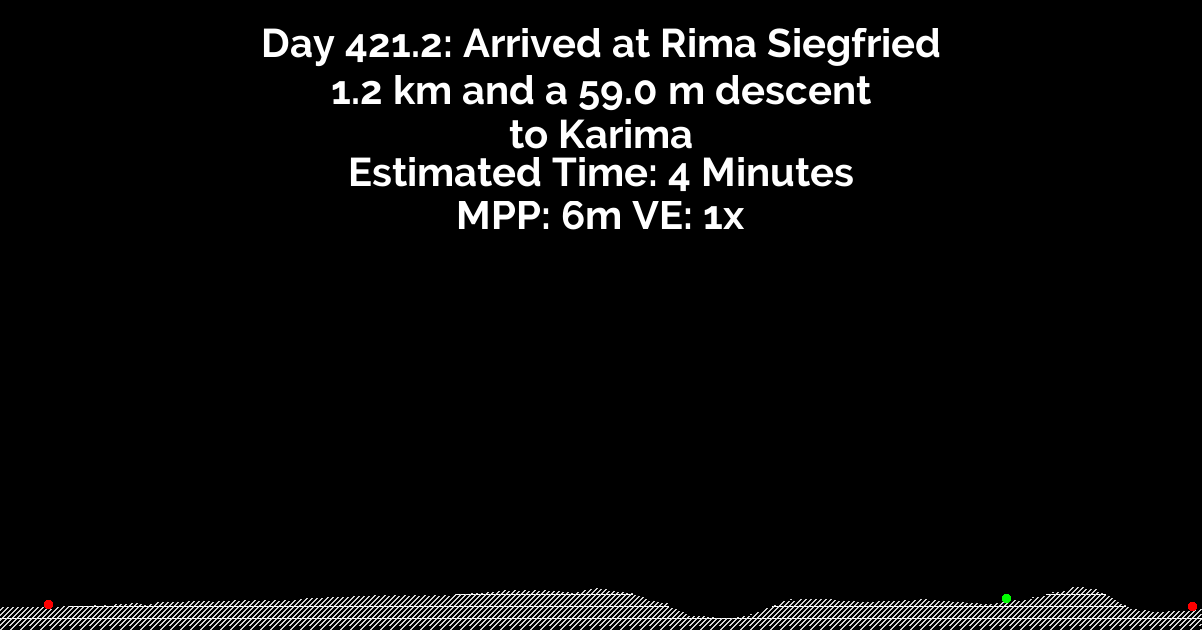 Day 421.2: Arrived at Rima Siegfried
1.2 km and a 59.0 m descent
to Karima
Estimated Time: 4 Minutes
MPP: 6m VE: 1x